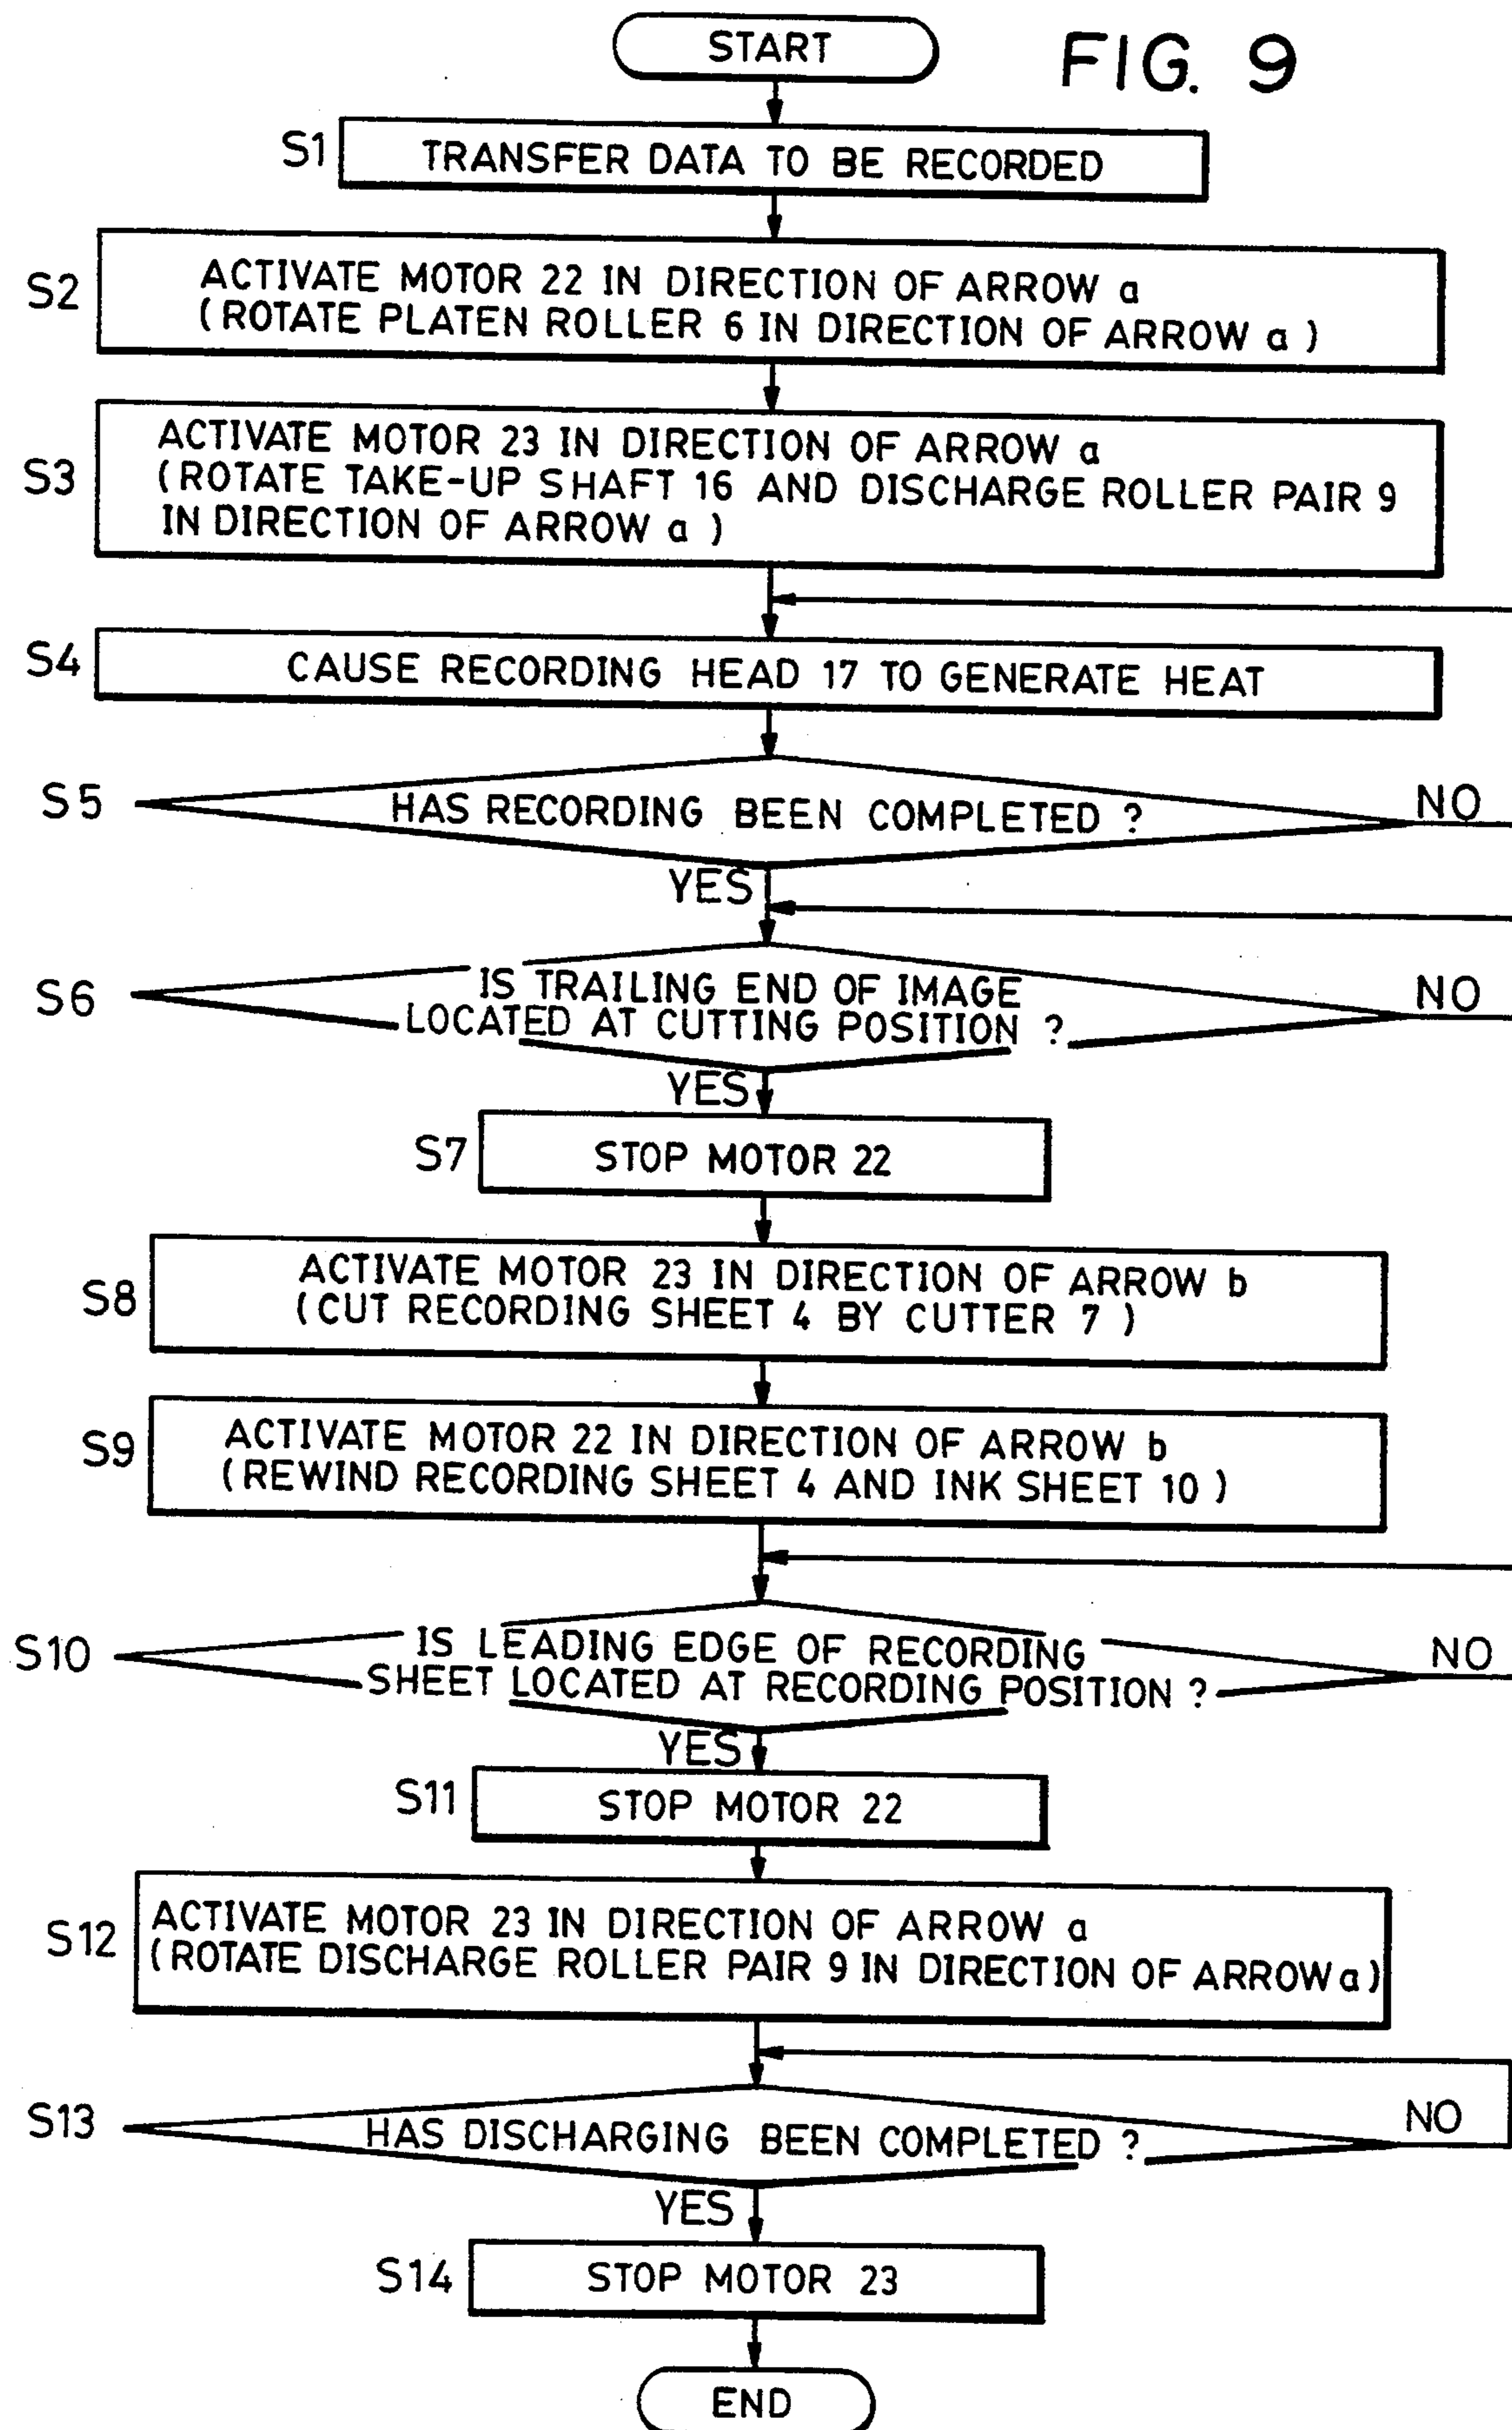 START
FIG. 9
S1
TRANSFER DATA TO BE RECORDED
S2
ACTIVATE MOTOR 22 IN DIRECTION OF ARROW a
(ROTATE PLATEN ROLLER 6 IN DIRECTION OF ARROW a)
S3
ACTIVATE MOTOR 23 IN DIRECTION OF ARROW a
(ROTATE TAKE-UP SHAFT 16 AND DISCHARGE ROLLER PAIR 9
IN DIRECTION OF ARROW a)
S4
CAUSE RECORDING HEAD 17 TO GENERATE HEAT
S5
HAS RECORDING BEEN COMPLETED ?
NO
YES
S6
IS TRAILING END OF IMAGE
LOCATED AT CUTTING POSITION ?
NO
YES
S7
STOP MOTOR 22
S8
ACTIVATE MOTOR 23 IN DIRECTION OF ARROW b
(CUT RECORDING SHEET 4 BY CUTTER 7)
S9
ACTIVATE MOTOR 22 IN DIRECTION OF ARROW b
(REWIND RECORDING SHEET 4 AND INK SHEET 10)
S10
IS LEADING EDGE OF RECORDING
SHEET LOCATED AT RECORDING POSITION ?
NO
YES
S11
STOP MOTOR 22
S12
ACTIVATE MOTOR 23 IN DIRECTION OF ARROW a
(ROTATE DISCHARGE ROLLER PAIR 9 IN DIRECTION OF ARROW a)
S13
HAS DISCHARGING BEEN COMPLETED ?
NO
YES
S14
STOP MOTOR 23
END